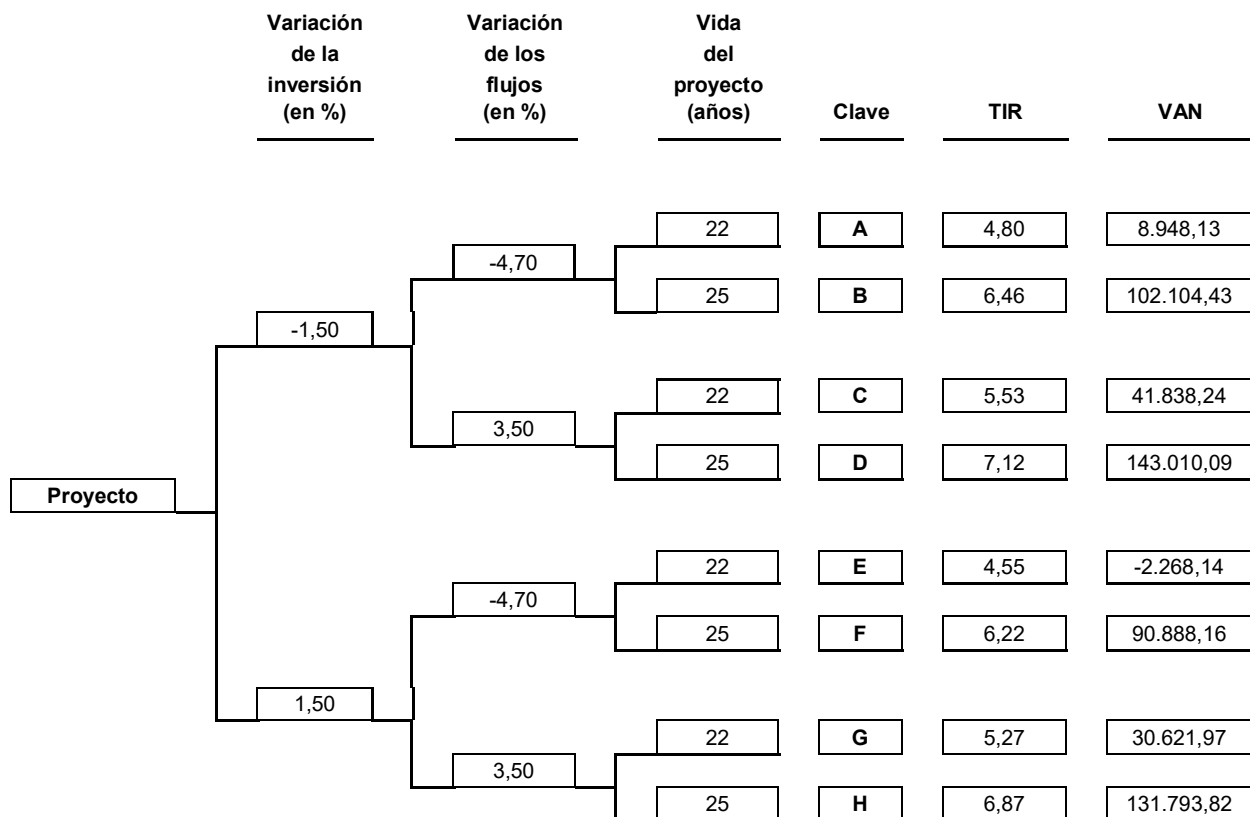 Variación de la inversión (en %)
Variación de los flujos (en %)
Vida del proyecto (años)
Clave
TIR
VAN
22 A 4,80 8.948,13
-4,70
25 B 6,46 102.104,43
-1,50
22 C 5,53 41.838,24
3,50
25 D 7,12 143.010,09
Proyecto
22 E 4,55 -2.268,14
-4,70
25 F 6,22 90.888,16
1,50
22 G 5,27 30.621,97
3,50
25 H 6,87 131.793,82